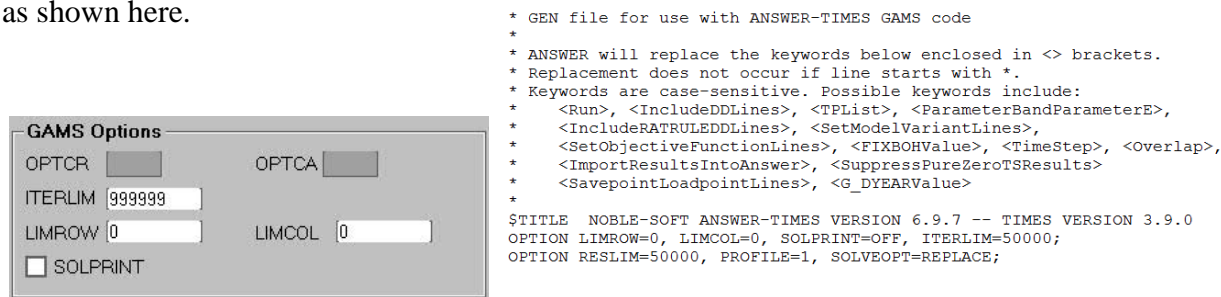 as shown here.
GAMS Options
OPTCR OPTCA
ITERLIM 999999
LIMROW 0 LIMCOL 0
SOLPRINT
* GEN file for use with ANSWER-TIMES GAMS code
*
* ANSWER will replace the keywords below enclosed in <> brackets.
* Replacement does not occur if line starts with *.
* Keywords are case-sensitive. Possible keywords include:
* <Run>, <IncludeDDLines>, <TPList>, <ParameterBandParameterE>,
* <IncludeRATRULEDDLines>, <SetModelVariantLines>,
* <SetObjectiveFunctionLines>, <FIXBOHValue>, <TimeStep>, <Overlap>,
* <ImportResultsIntoAnswer>, <SuppressPureZeroTSResults>
* <SavepointLoadpointLines>, <G_DYEARValue>
*
$TITLE NOBLE-SOFT ANSWER-TIMES VERSION 6.9.7 -- TIMES VERSION 3.9.0
OPTION LIMROW=0, LIMCOL=0, SOLPRINT=OFF, ITERLIM=50000;
OPTION RESLIM=50000, PROFILE=1, SOLVEOPT=REPLACE;